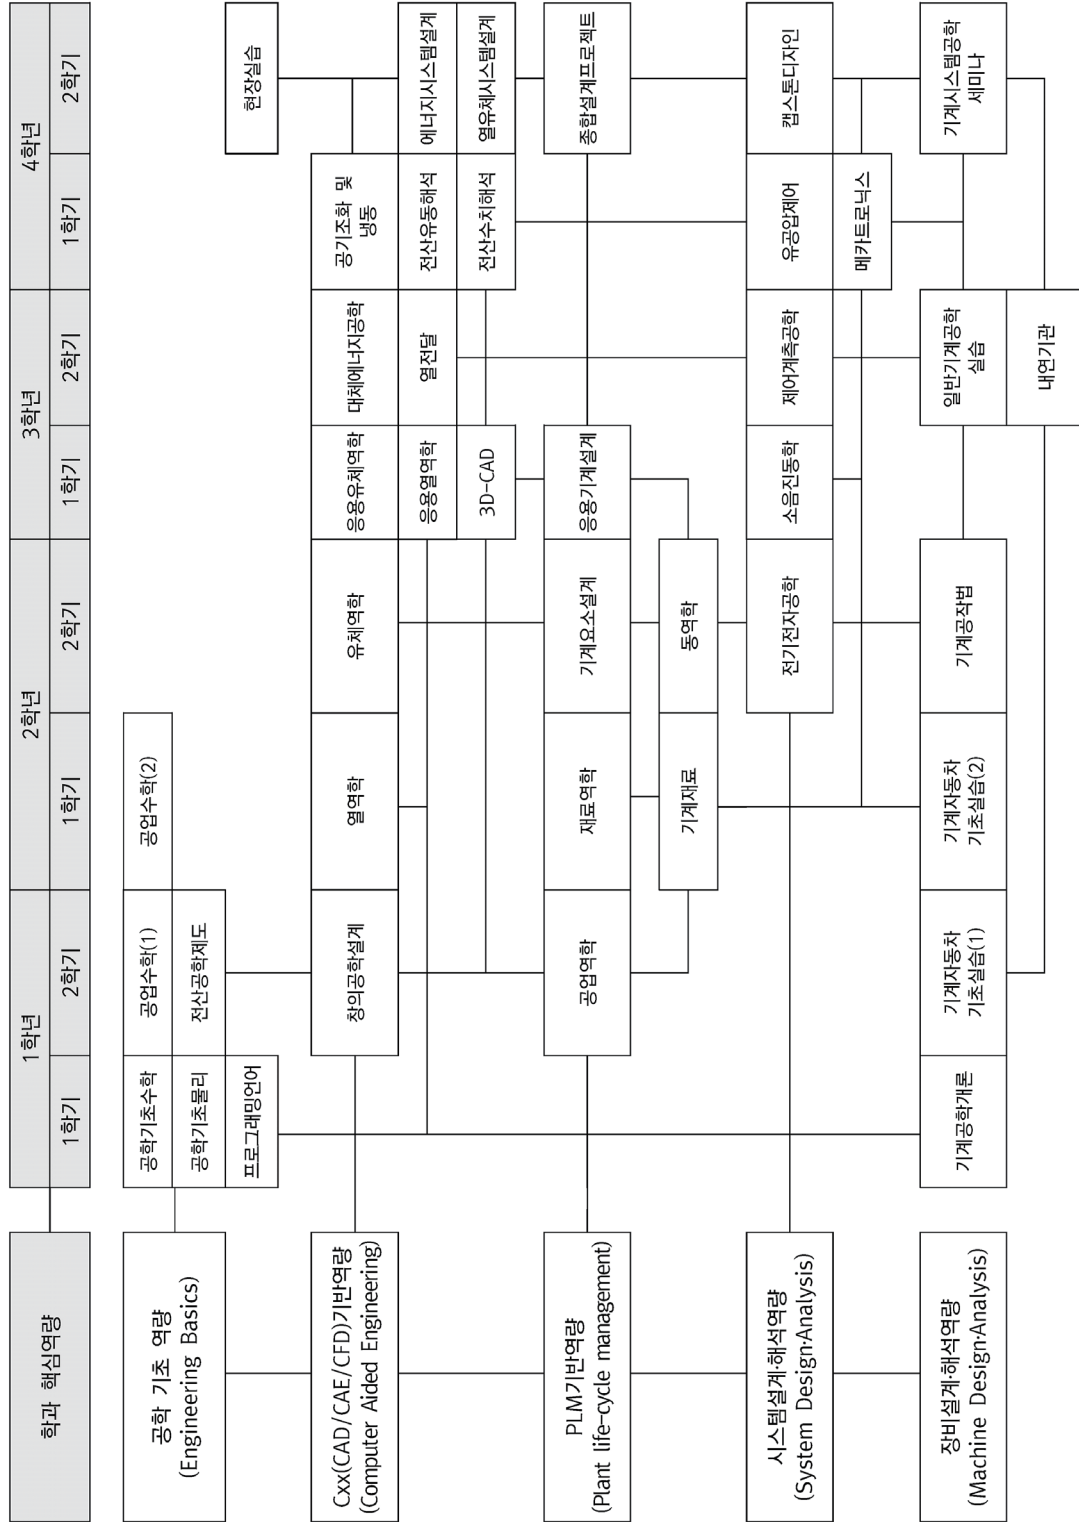 학과 핵심역량
1학년
2학년
3학년
4학년
1학기
2학기
1학기
2학기
1학기
2학기
1학기
2학기
공학 기초 역량
(Engineering Basics)
공학기초수학
공업수학(1)
공업수학(2)
공학기초물리
전산공학제도
프로그래밍언어
현장실습
Cxx(CAD/CAE/CFD)기반역량
(Computer Aided Engineering)
창의공학설계
열역학
유체역학
응용유체역학
대체에너지공학
공기조화 및
냉동
응용열역학
열전달
전산유동해석
에너지시스템설계
3D-CAD
전산수치해석
열유체시스템설계
PLM기반역량
(Plant life-cycle management)
공업역학
재료역학
기계요소설계
응용기계설계
종합설계프로젝트
기계재료
동역학
시스템설계·해석역량
(System Design·Analysis)
전기전자공학
소음진동학
제어계측공학
유공압제어
캡스톤디자인
메카트로닉스
장비설계·해석역량
(Machine Design·Analysis)
기계공학개론
기계자동차
기초실습(1)
기계자동차
기초실습(2)
기계공작법
일반기계공학
실습
기계시스템공학
세미나
내연기관